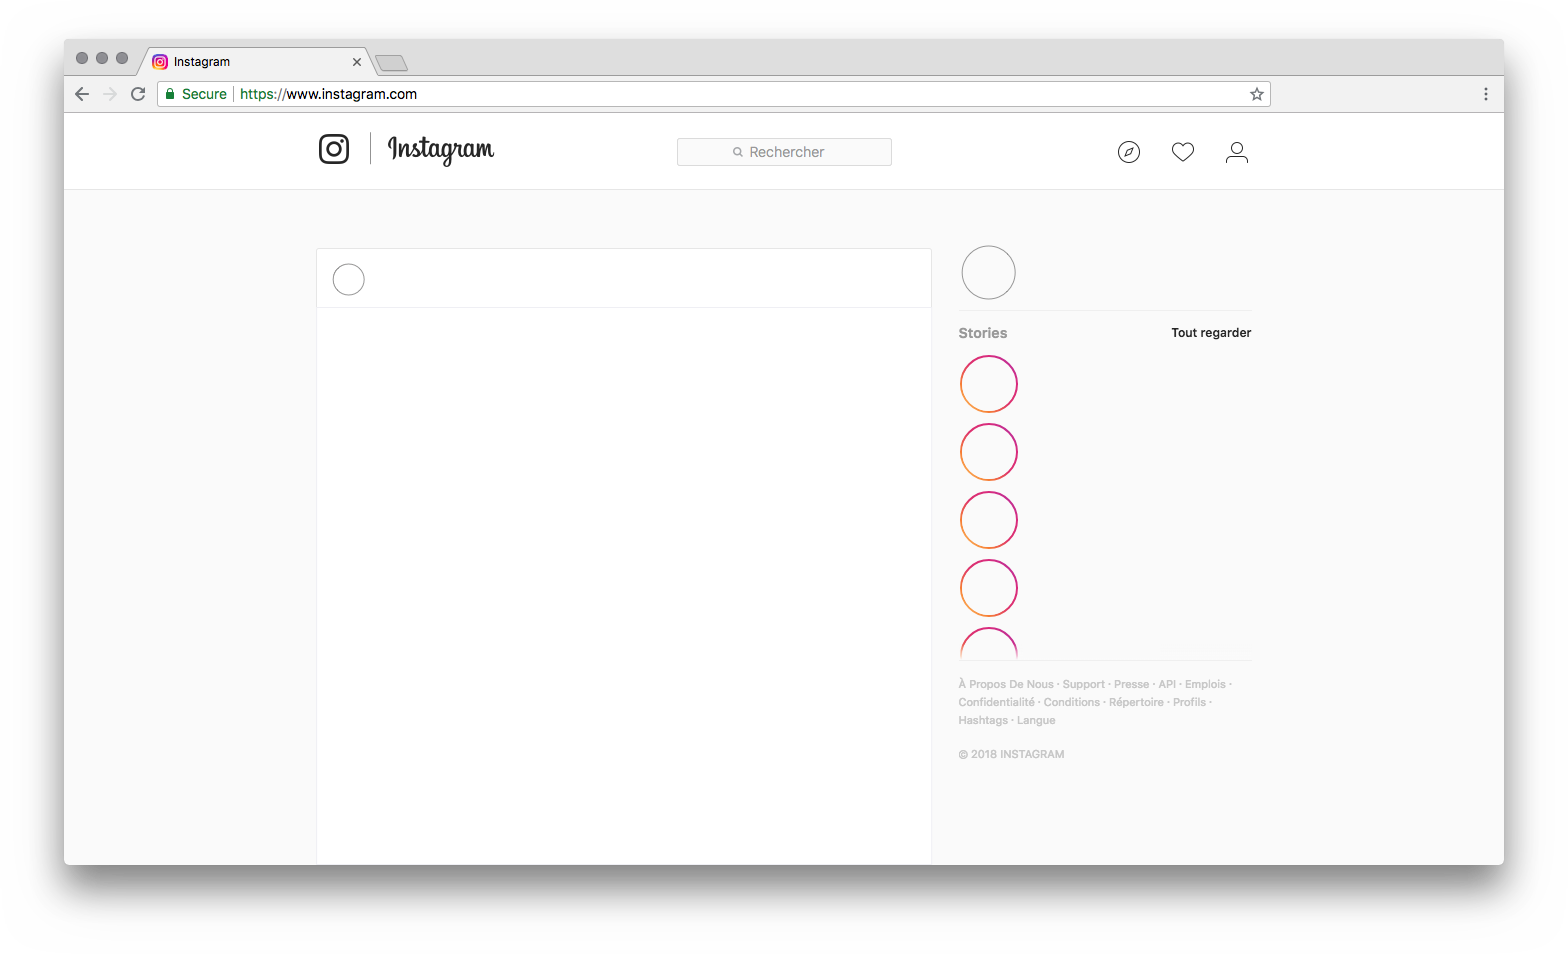 Instagram
Secure https://www.instagram.com
Instagram
Rechercher
Stories
Tout regarder
À Propos De Nous · Support · Presse · API · Emplois ·
Confidentialité · Conditions · Répertoire · Profils ·
Hashtags · Langue
© 2018 INSTAGRAM